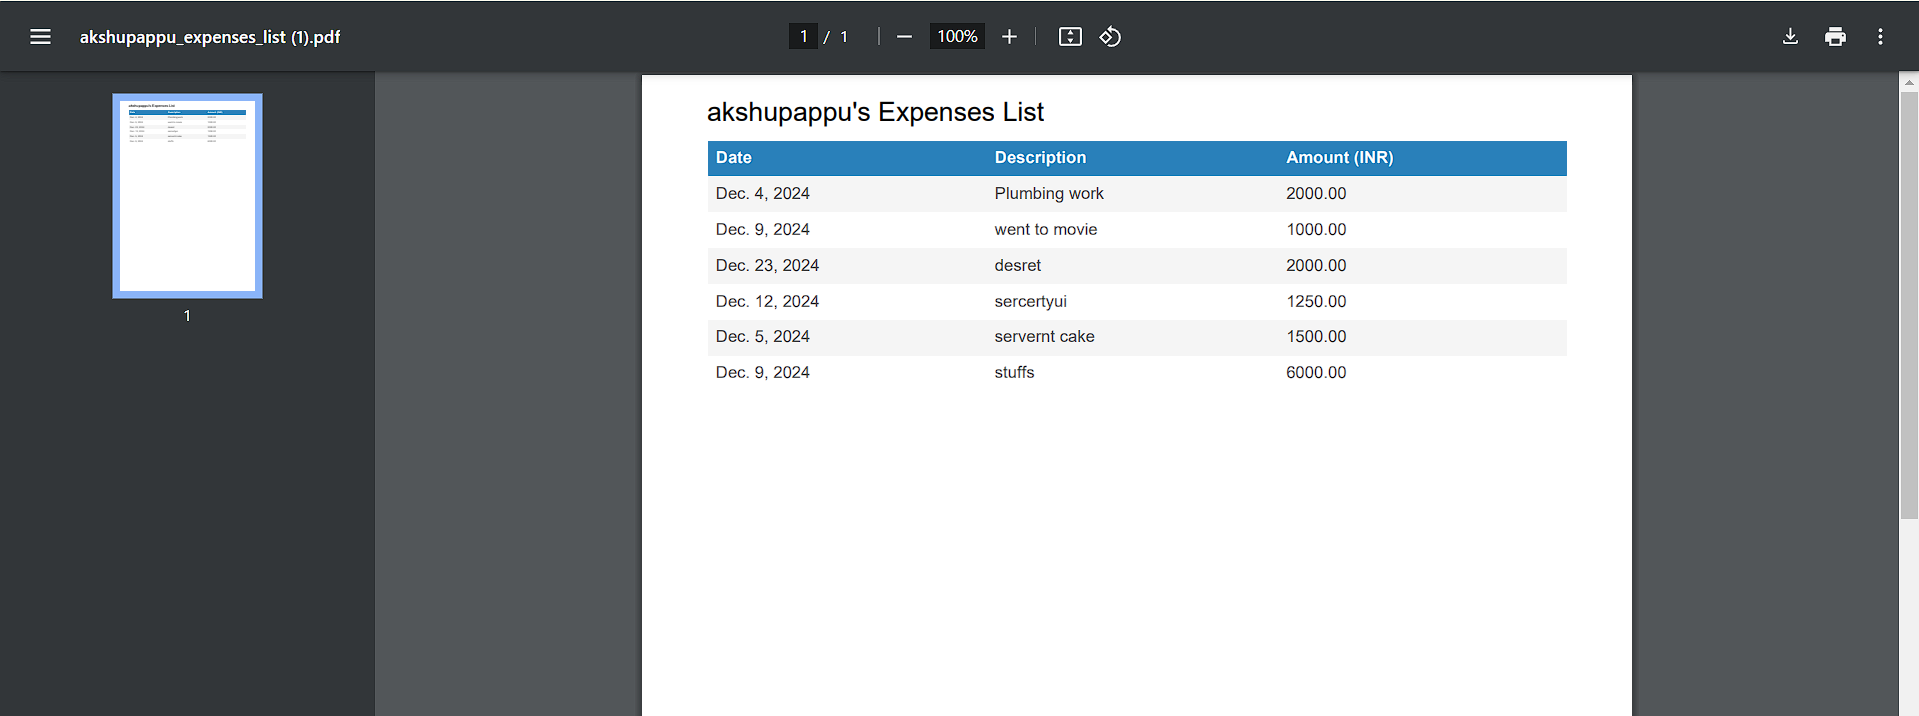 akshupappu_expenses_list (1).pdf
1 / 1
100%
1
akshupappu's Expenses List
Date Description Amount (INR)
Dec. 4, 2024 Plumbing work 2000.00
Dec. 9, 2024 went to movie 1000.00
Dec. 23, 2024 desret 2000.00
Dec. 12, 2024 sercertyui 1250.00
Dec. 5, 2024 servernt cake 1500.00
Dec. 9, 2024 stuffs 6000.00